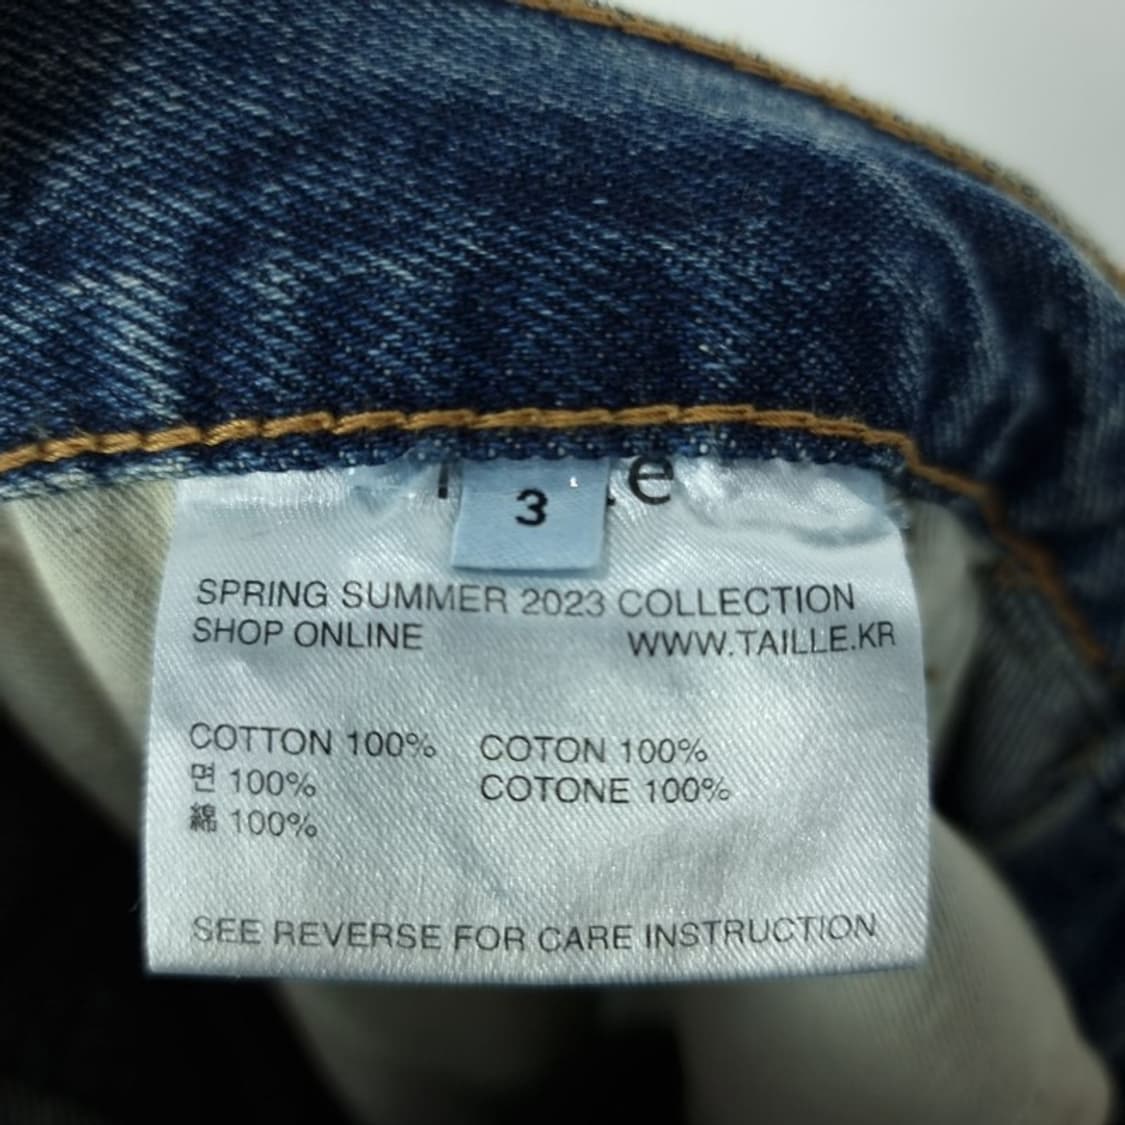 3
SPRING SUMMER 2023 COLLECTION
SHOP ONLINE WWW.TAILLE.KR
COTTON 100% COTON 100%
면 100% COTONE 100%
綿 100%
SEE REVERSE FOR CARE INSTRUCTION